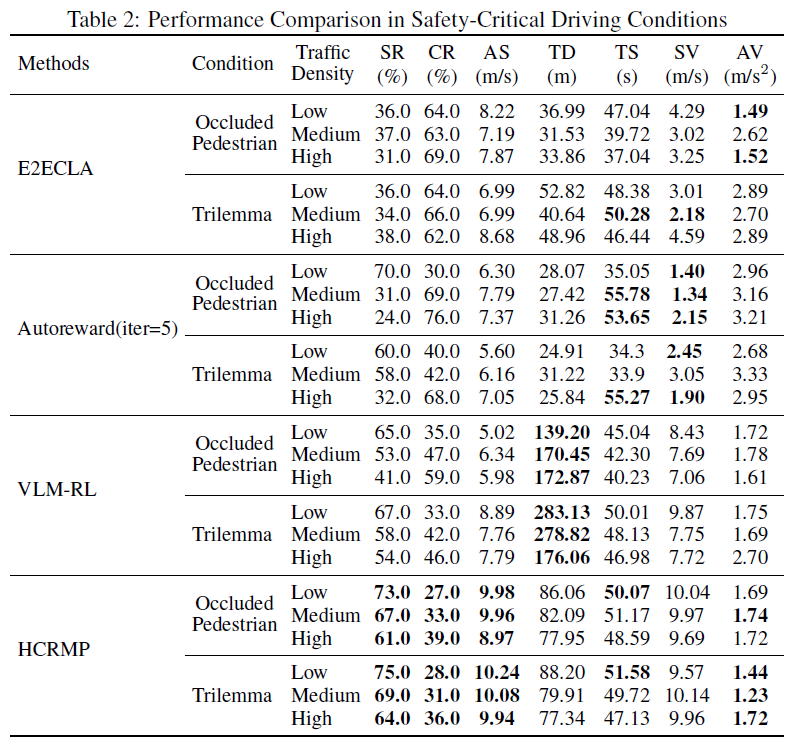 Table 2: Performance Comparison in Safety-Critical Driving Conditions
Methods Condition Traffic Density SR (%) CR (%) AS (m/s) TD (m) TS (s) SV (m/s) AV (m/s²)
E2ECLA
Occluded Pedestrian
Low 36.0 64.0 8.22 36.99 47.04 4.29 1.49
Medium 37.0 63.0 7.19 31.53 39.72 3.02 2.62
High 31.0 69.0 7.87 33.86 37.04 3.25 1.52
Trilemma
Low 36.0 64.0 6.99 52.82 48.38 3.01 2.89
Medium 34.0 66.0 6.99 40.64 50.28 2.18 2.70
High 38.0 62.0 8.68 48.96 46.44 4.59 2.89
Autoreward(iter=5)
Occluded Pedestrian
Low 70.0 30.0 6.30 28.07 35.05 1.40 2.96
Medium 31.0 69.0 7.79 27.42 55.78 1.34 3.16
High 24.0 76.0 7.37 31.26 53.65 2.15 3.21
Trilemma
Low 60.0 40.0 5.60 24.91 34.3 2.45 2.68
Medium 58.0 42.0 6.16 31.22 33.9 3.05 3.33
High 32.0 68.0 7.05 25.84 55.27 1.90 2.95
VLM-RL
Occluded Pedestrian
Low 65.0 35.0 5.02 139.20 45.04 8.43 1.72
Medium 53.0 47.0 6.34 170.45 42.30 7.69 1.78
High 41.0 59.0 5.98 172.87 40.23 7.06 1.61
Trilemma
Low 67.0 33.0 8.89 283.13 50.01 9.87 1.75
Medium 58.0 42.0 7.76 278.82 48.13 7.75 1.69
High 54.0 46.0 7.79 176.06 46.98 7.72 2.70
HCRMP
Occluded Pedestrian
Low 73.0 27.0 9.98 86.06 50.07 10.04 1.69
Medium 67.0 33.0 9.96 82.09 51.17 9.97 1.74
High 61.0 39.0 8.97 77.95 48.59 9.69 1.72
Trilemma
Low 75.0 28.0 10.24 88.20 51.58 9.57 1.44
Medium 69.0 31.0 10.08 79.91 49.72 10.14 1.23
High 64.0 36.0 9.94 77.34 47.13 9.96 1.72